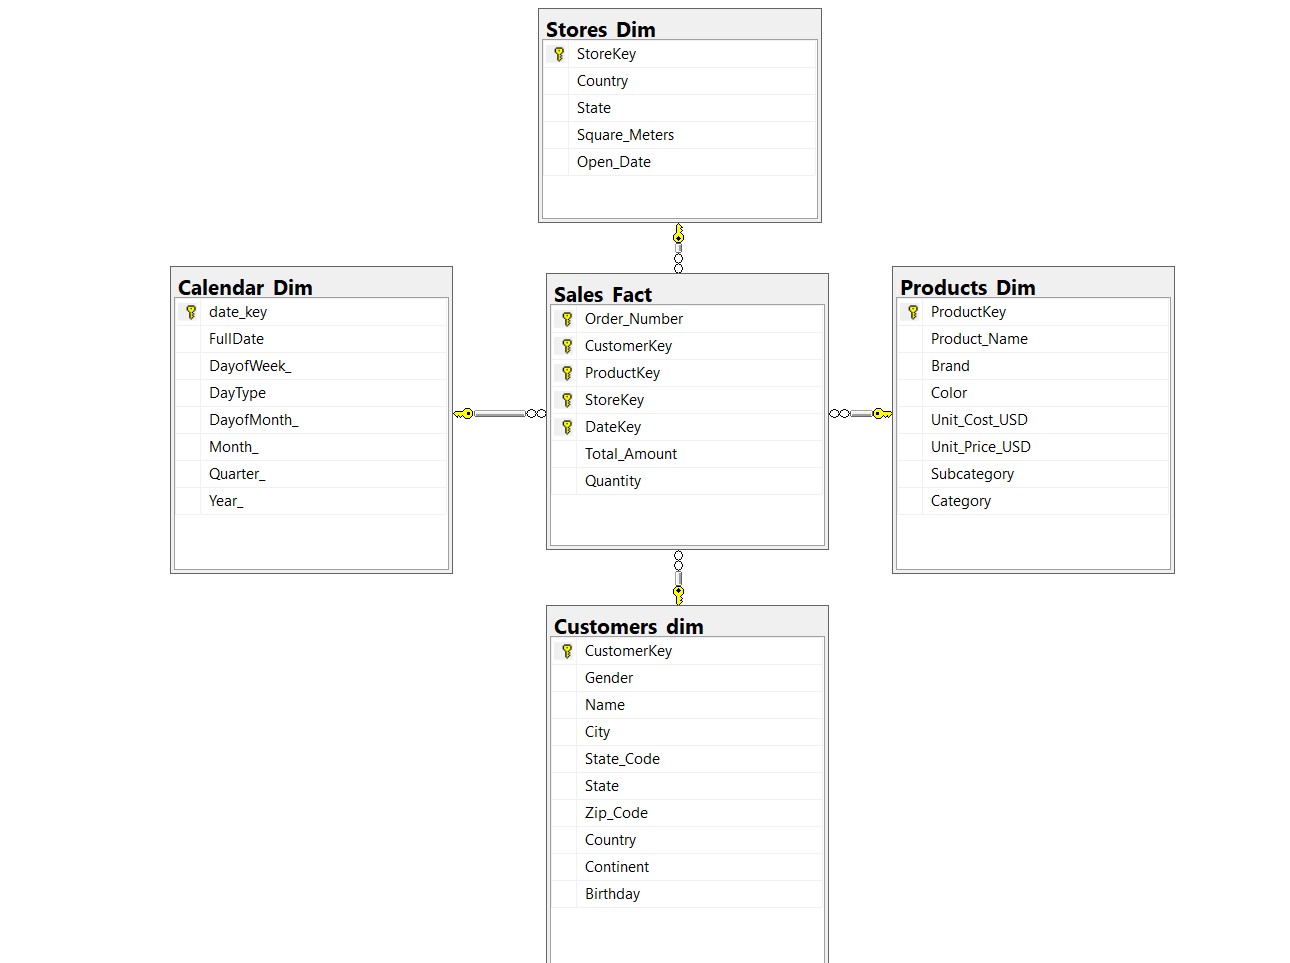 Stores_Dim
StoreKey
Country
State
Square_Meters
Open_Date
Calendar_Dim
date_key
FullDate
DayofWeek_
DayType
DayofMonth_
Month_
Quarter_
Year_
Sales_Fact
Order_Number
CustomerKey
ProductKey
StoreKey
DateKey
Total_Amount
Quantity
Products_Dim
ProductKey
Product_Name
Brand
Color
Unit_Cost_USD
Unit_Price_USD
Subcategory
Category
Customers_dim
CustomerKey
Gender
Name
City
State_Code
State
Zip_Code
Country
Continent
Birthday